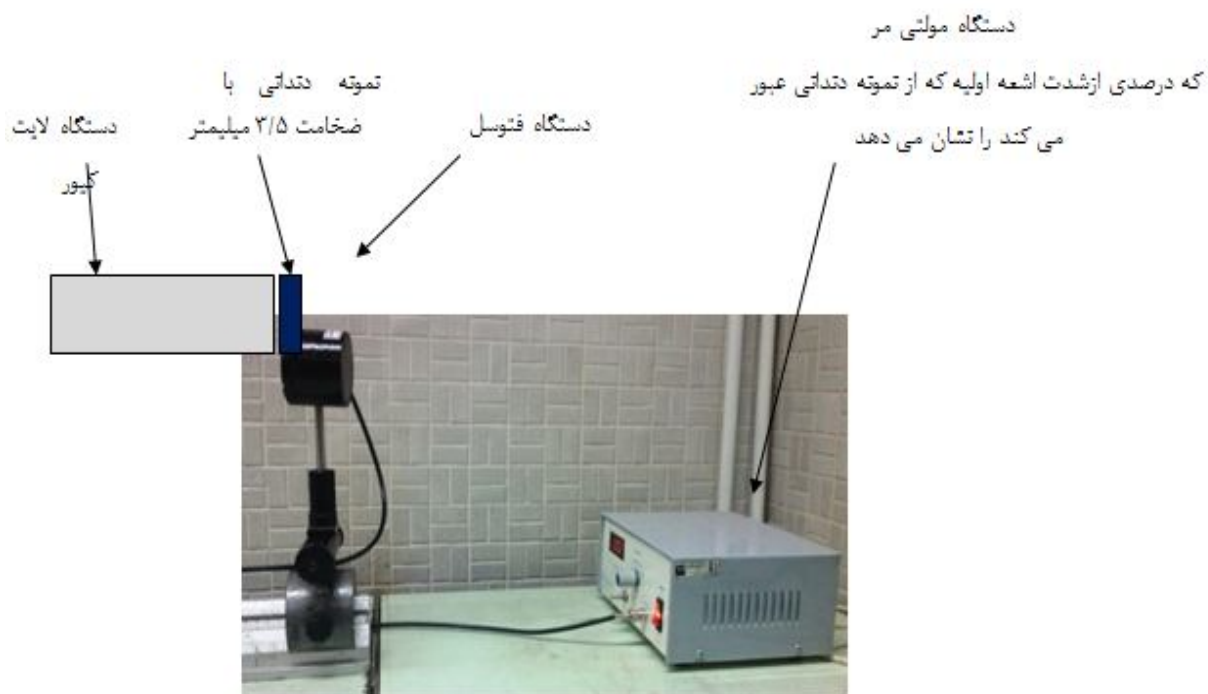 دستگاه مولتی مر
که درصدی ازشدت اشعه اولیه که از نمونه دندانی عبور
می کند را نشان می دهد
دستگاه فتوسل
نمونه دندانی با
ضخامت ۳/۵ میلیمتر
دستگاه لایت
کیور